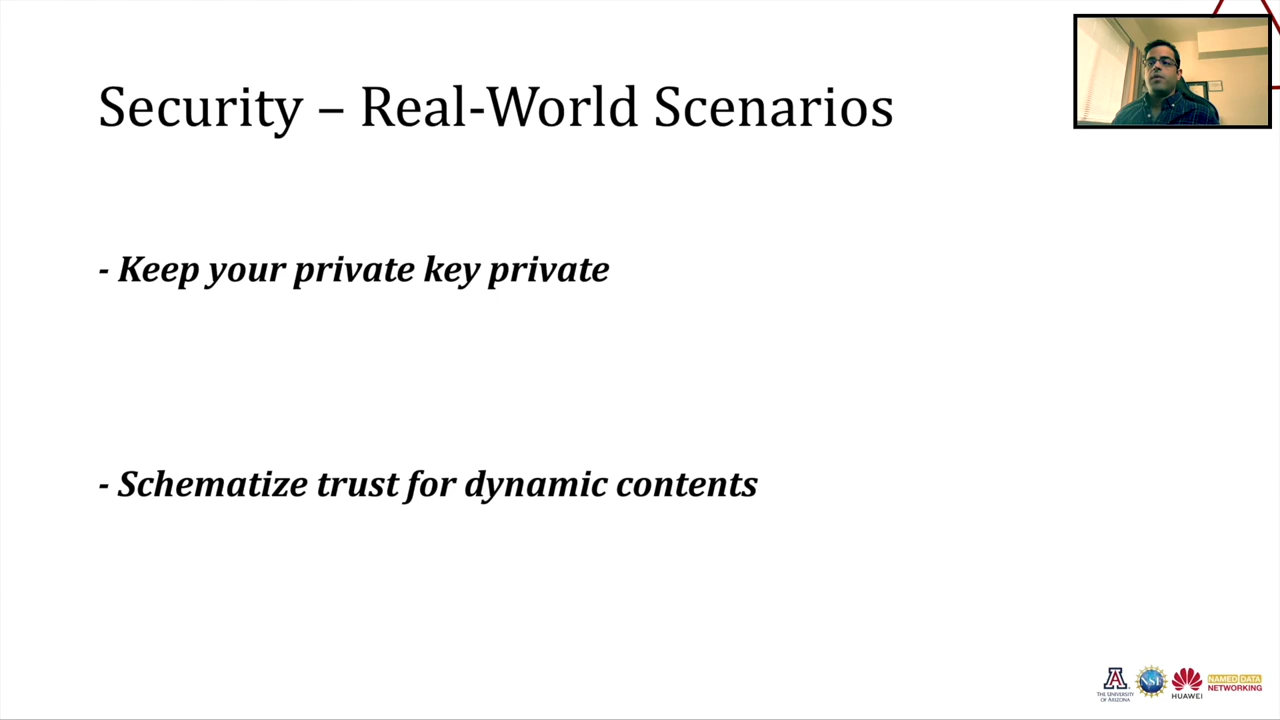 Security – Real-World Scenarios
- Keep your private key private
- Schematize trust for dynamic contents
A
THE UNIVERSITY
OF ARIZONA
NSF
HUAWEI
NAMED DATA
NETWORKING